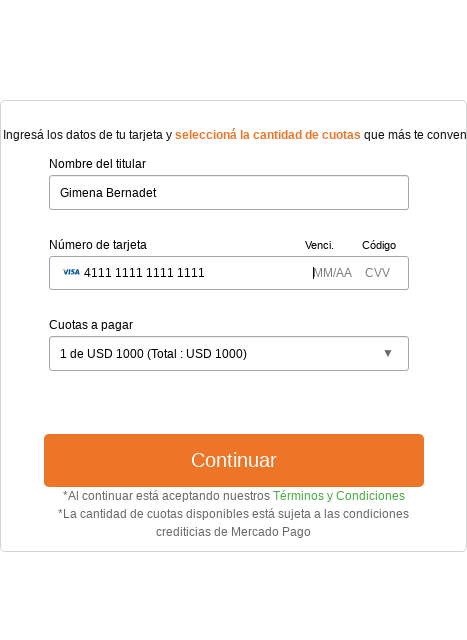 Ingresá los datos de tu tarjeta y seleccioná la cantidad de cuotas que más te conven
Nombre del titular
Gimena Bernadet
Número de tarjeta Venci. Código
VISA 4111 1111 1111 1111 MM/AA CVV
Cuotas a pagar
1 de USD 1000 (Total : USD 1000)
Continuar
*Al continuar está aceptando nuestros Términos y Condiciones
*La cantidad de cuotas disponibles está sujeta a las condiciones
crediticias de Mercado Pago